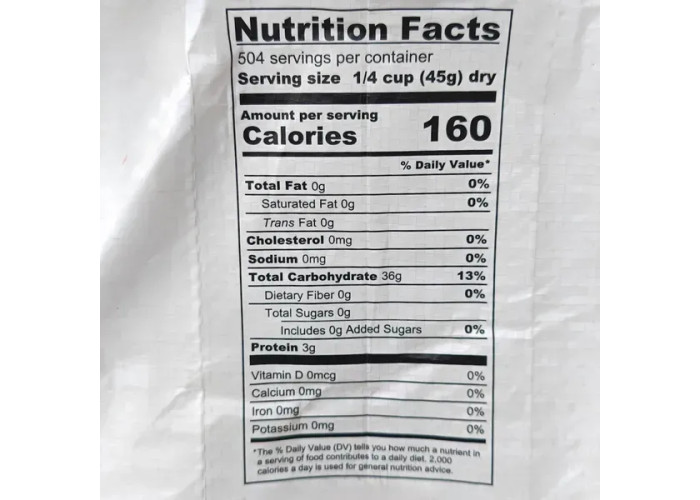 Nutrition Facts
504 servings per container
Serving size 1/4 cup (45g) dry
Amount per serving
Calories 160
% Daily Value*
Total Fat 0g 0%
Saturated Fat 0g 0%
Trans Fat 0g
Cholesterol 0mg 0%
Sodium 0mg 0%
Total Carbohydrate 36g 13%
Dietary Fiber 0g 0%
Total Sugars 0g
Includes 0g Added Sugars 0%
Protein 3g
Vitamin D 0mcg 0%
Calcium 0mg 0%
Iron 0mg 0%
Potassium 0mg 0%
*The % Daily Value (DV) tells you how much a nutrient in
a serving of food contributes to a daily diet. 2,000
calories a day is used for general nutrition advice.